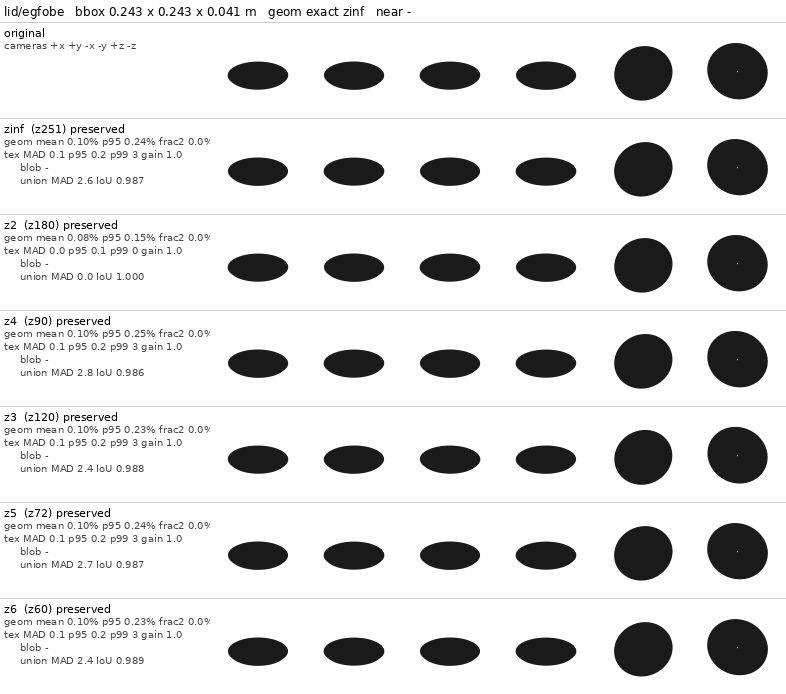 lid/egfobe   bbox 0.243 x 0.243 x 0.041 m   geom exact zinf   near -
original
cameras +x +y -x -y +z -z
zinf  (z251) preserved
geom mean 0.10% p95 0.24% frac2 0.0%
tex MAD 0.1 p95 0.2 p99 3 gain 1.0
blob -
union MAD 2.6 IoU 0.987
z2  (z180) preserved
geom mean 0.08% p95 0.15% frac2 0.0%
tex MAD 0.0 p95 0.1 p99 0 gain 1.0
blob -
union MAD 0.0 IoU 1.000
z4  (z90) preserved
geom mean 0.10% p95 0.25% frac2 0.0%
tex MAD 0.1 p95 0.2 p99 3 gain 1.0
blob -
union MAD 2.8 IoU 0.986
z3  (z120) preserved
geom mean 0.10% p95 0.23% frac2 0.0%
tex MAD 0.1 p95 0.2 p99 3 gain 1.0
blob -
union MAD 2.4 IoU 0.988
z5  (z72) preserved
geom mean 0.10% p95 0.24% frac2 0.0%
tex MAD 0.1 p95 0.2 p99 3 gain 1.0
blob -
union MAD 2.7 IoU 0.987
z6  (z60) preserved
geom mean 0.10% p95 0.23% frac2 0.0%
tex MAD 0.1 p95 0.2 p99 3 gain 1.0
blob -
union MAD 2.4 IoU 0.989